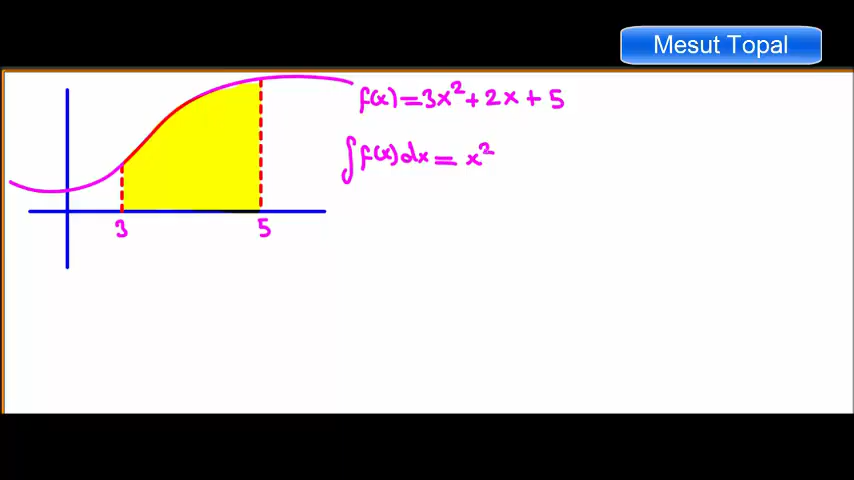 Mesut Topal
f(x) = 3x² + 2x + 5
∫f(x)dx = x²
3 5